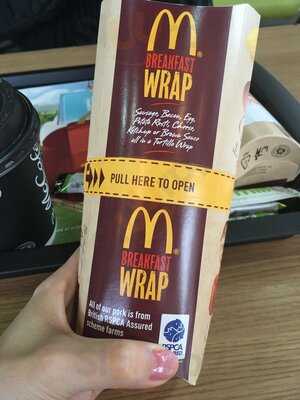 BREAKFAST
WRAP
Sausage, Bacon, Egg,
Potato Rosti, Cheese,
Ketchup or Brown Sauce
all in a Tortilla Wrap
PULL HERE TO OPEN
BREAKFAST
WRAP
All of our pork is from
British RSPCA Assured
scheme farms
RSPCA